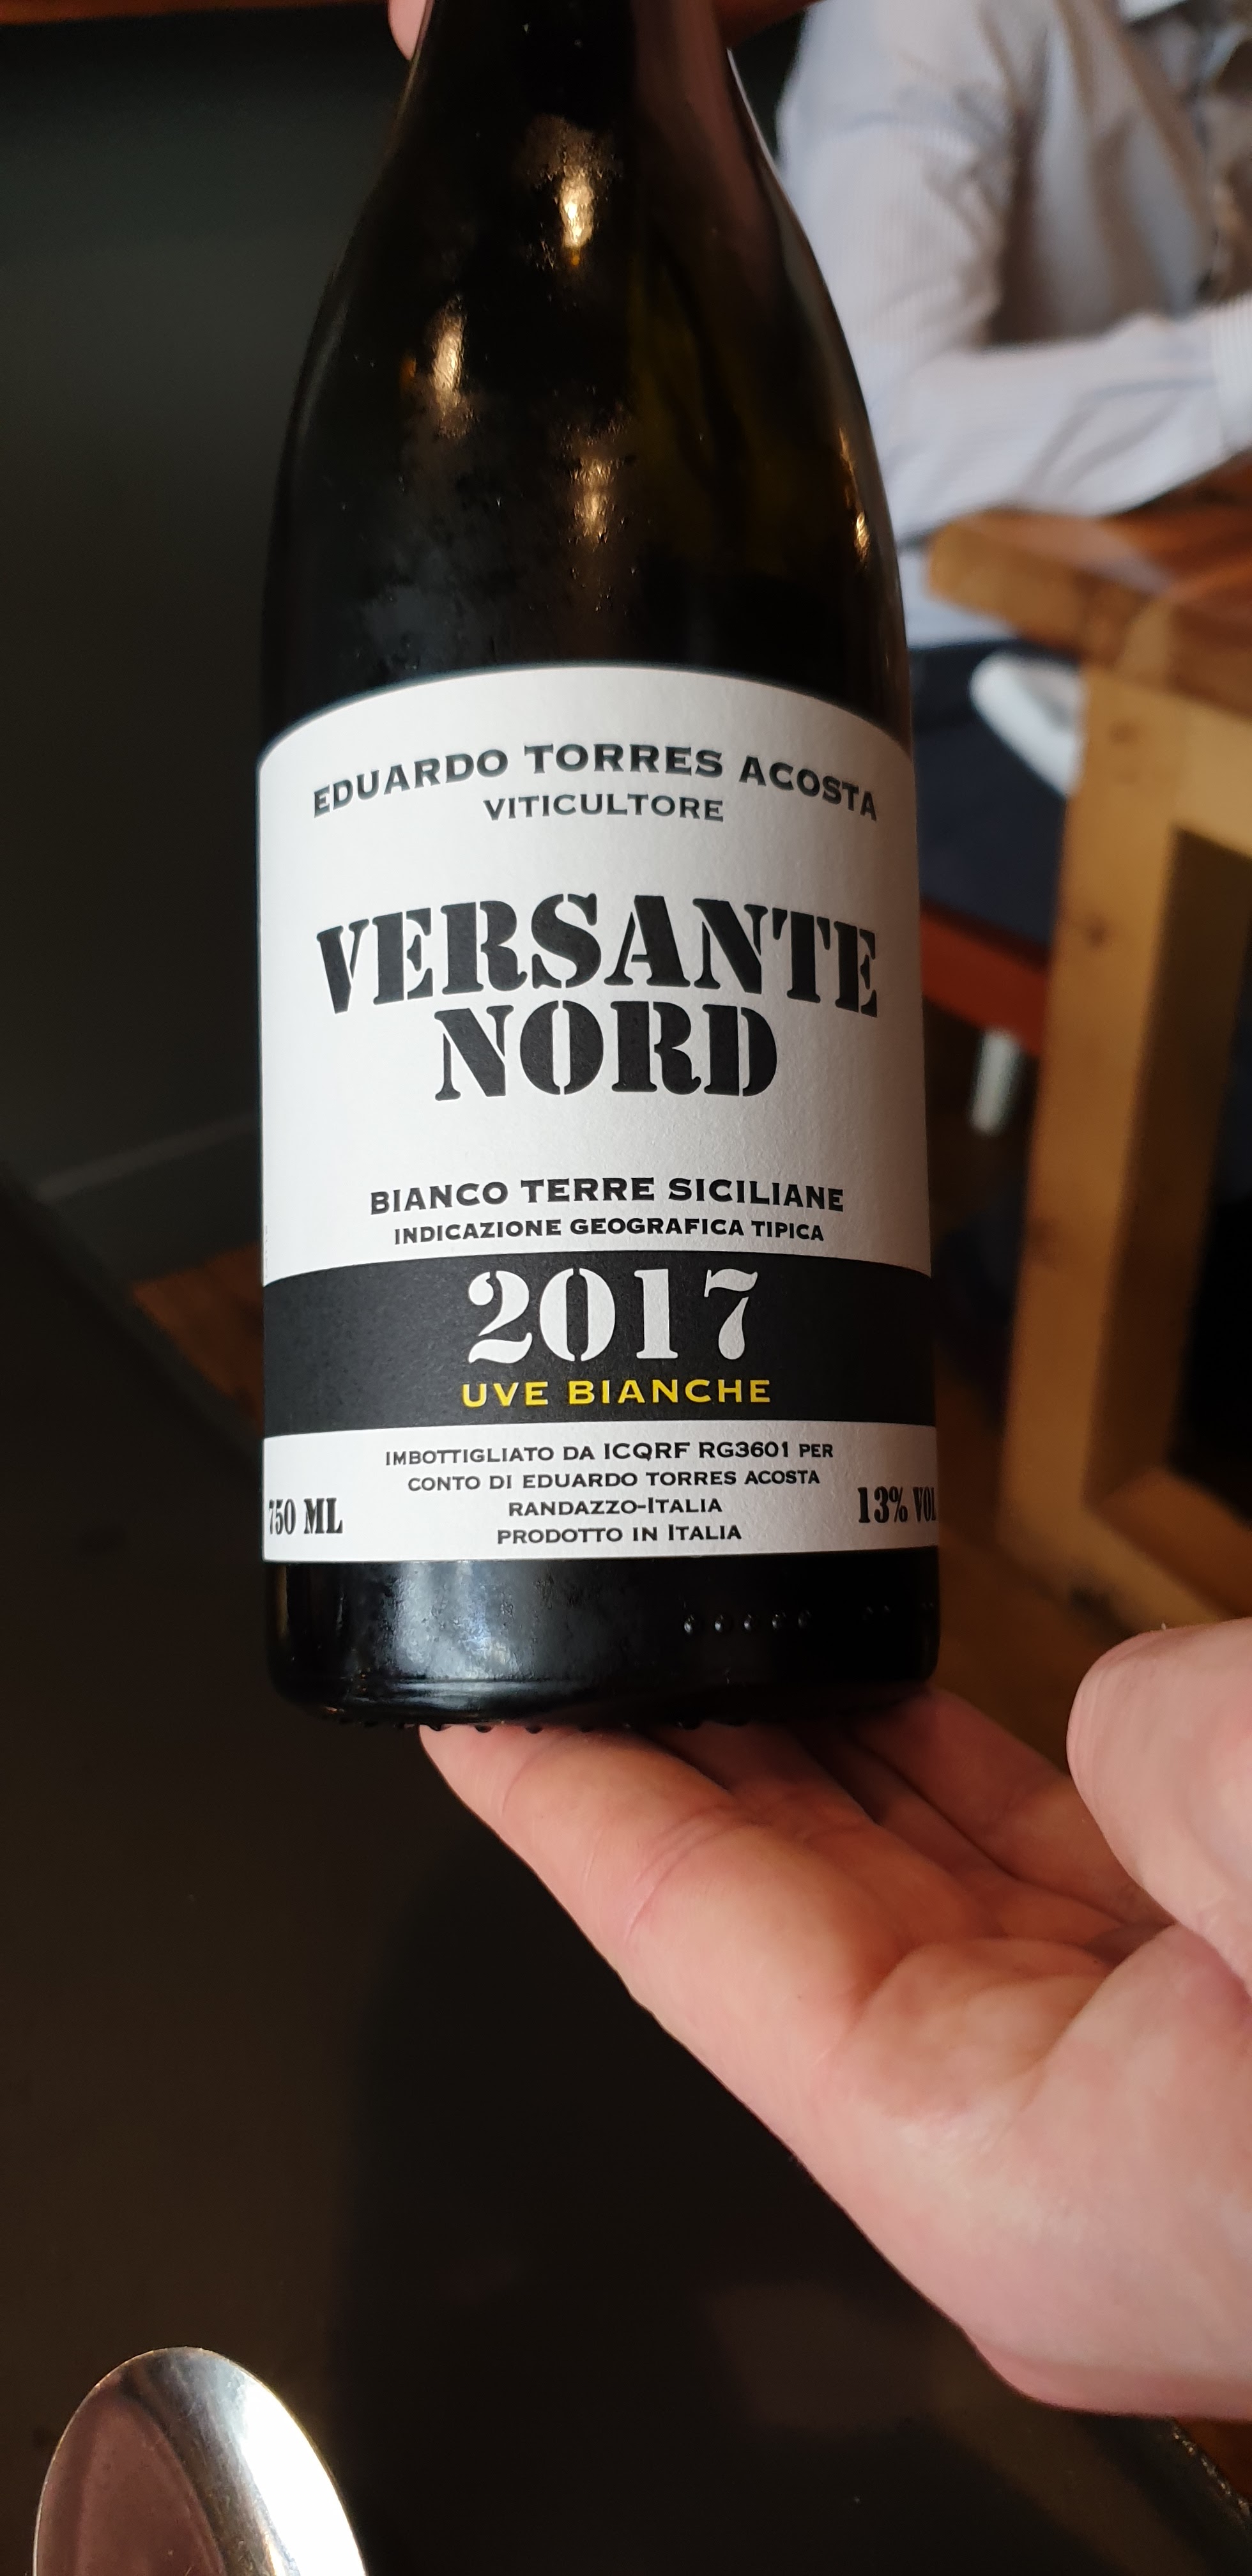 EDUARDO TORRES ACOSTA
VITICULTORE
VERSANTE
NORD
BIANCO TERRE SICILIANE
INDICAZIONE GEOGRAFICA TIPICA
2017
UVE BIANCHE
IMBOTTIGLIATO DA ICQRF RG3601 PER
CONTO DI EDUARDO TORRES ACOSTA
RANDAZZO-ITALIA
PRODOTTO IN ITALIA
750 ML
13% VOL